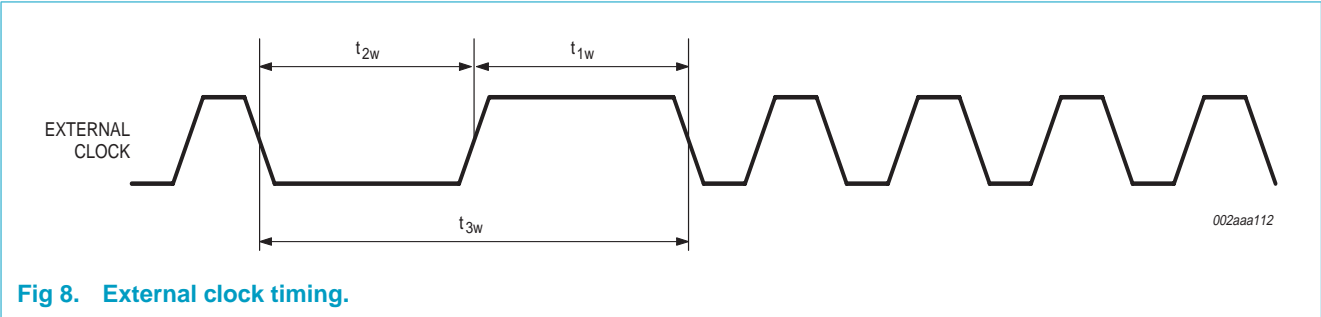 t2w
t1w
EXTERNAL
CLOCK
t3w
002aaa112
Fig 8. External clock timing.